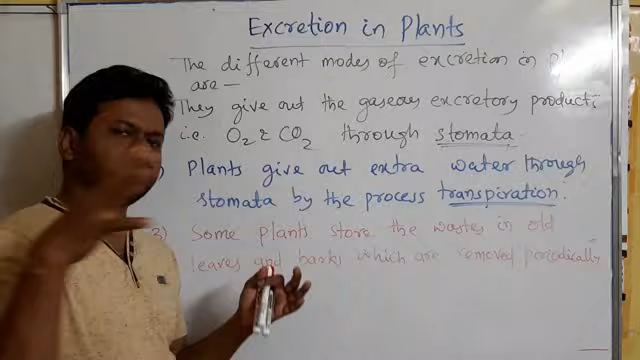 Excretion in Plants
The different modes of excretion in
are —
They give out the gaseous excretory product
i.e. O2 & CO2 through stomata.
) Plants give out extra water through
stomata by the process transpiration.
3) Some plants store the wastes in old
leaves and barks which are removed periodically